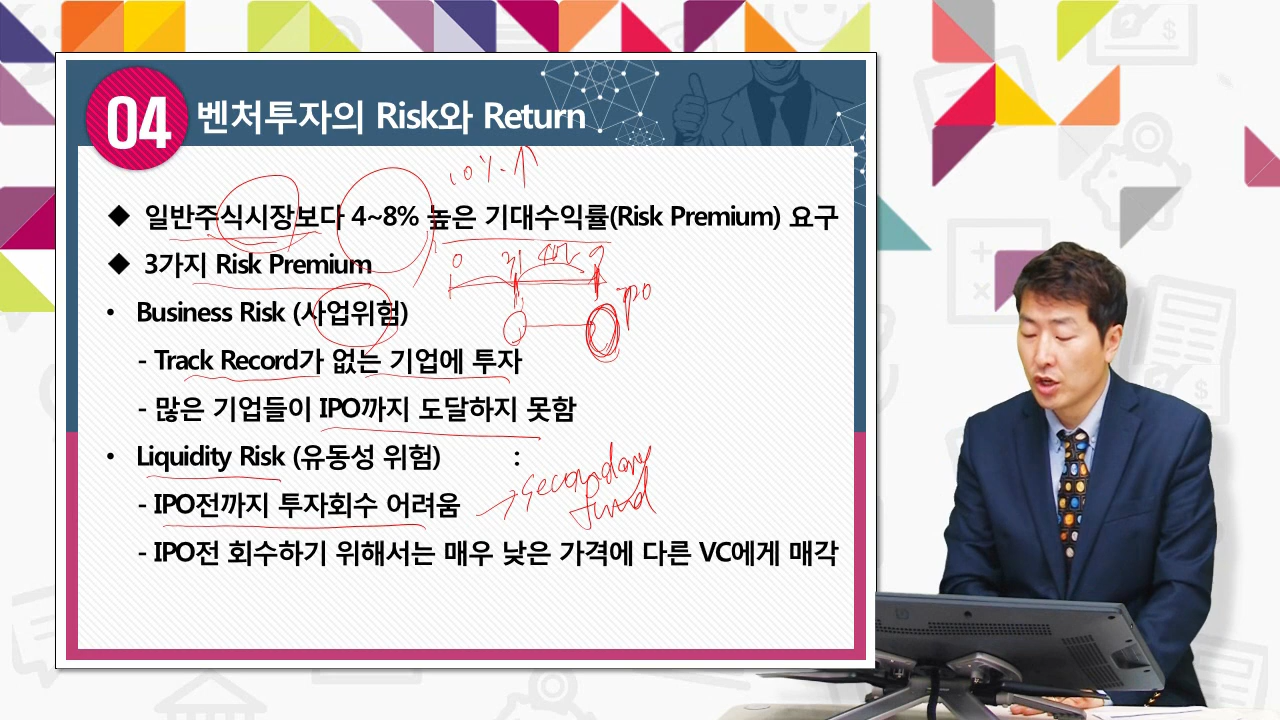 04 벤처투자의 Risk와 Return
10%↑
◆ 일반주식시장보다 4~8% 높은 기대수익률(Risk Premium) 요구
◆ 3가지 Risk Premium
0
• Business Risk (사업위험)
IPO
- Track Record가 없는 기업에 투자
- 많은 기업들이 IPO까지 도달하지 못함
• Liquidity Risk (유동성 위험) :
→ secondary
fund
- IPO전까지 투자회수 어려움
- IPO전 회수하기 위해서는 매우 낮은 가격에 다른 VC에게 매각